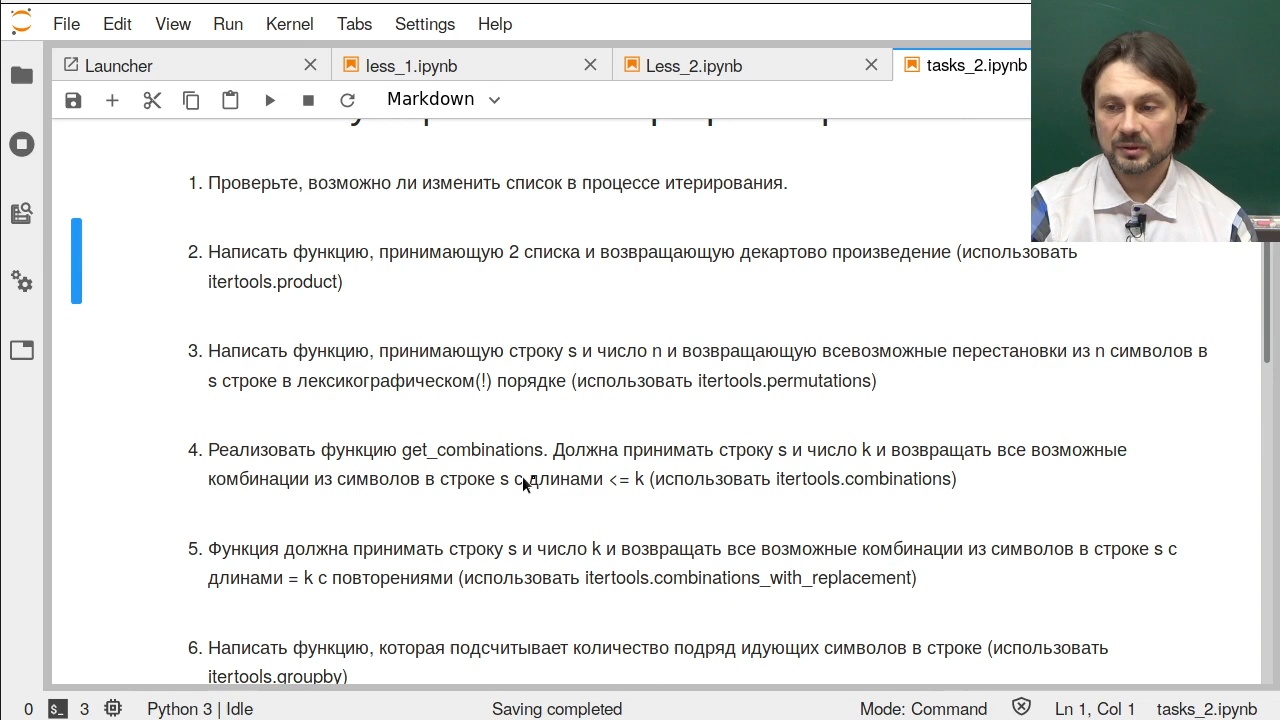 File Edit View Run Kernel Tabs Settings Help
Launcher less_1.ipynb Less_2.ipynb tasks_2.ipynb
Markdown
1. Проверьте, возможно ли изменить список в процессе итерирования.
2. Написать функцию, принимающую 2 списка и возвращающую декартово произведение (использовать
itertools.product)
3. Написать функцию, принимающую строку s и число n и возвращающую всевозможные перестановки из n символов в
s строке в лексикографическом(!) порядке (использовать itertools.permutations)
4. Реализовать функцию get_combinations. Должна принимать строку s и число k и возвращать все возможные
комбинации из символов в строке s с длинами <= k (использовать itertools.combinations)
5. Функция должна принимать строку s и число k и возвращать все возможные комбинации из символов в строке s с
длинами = k с повторениями (использовать itertools.combinations_with_replacement)
6. Написать функцию, которая подсчитывает количество подряд идующих символов в строке (использовать
itertools.groupby)
0 $_ 3 Python 3 | Idle Saving completed Mode: Command Ln 1, Col 1 tasks_2.ipynb